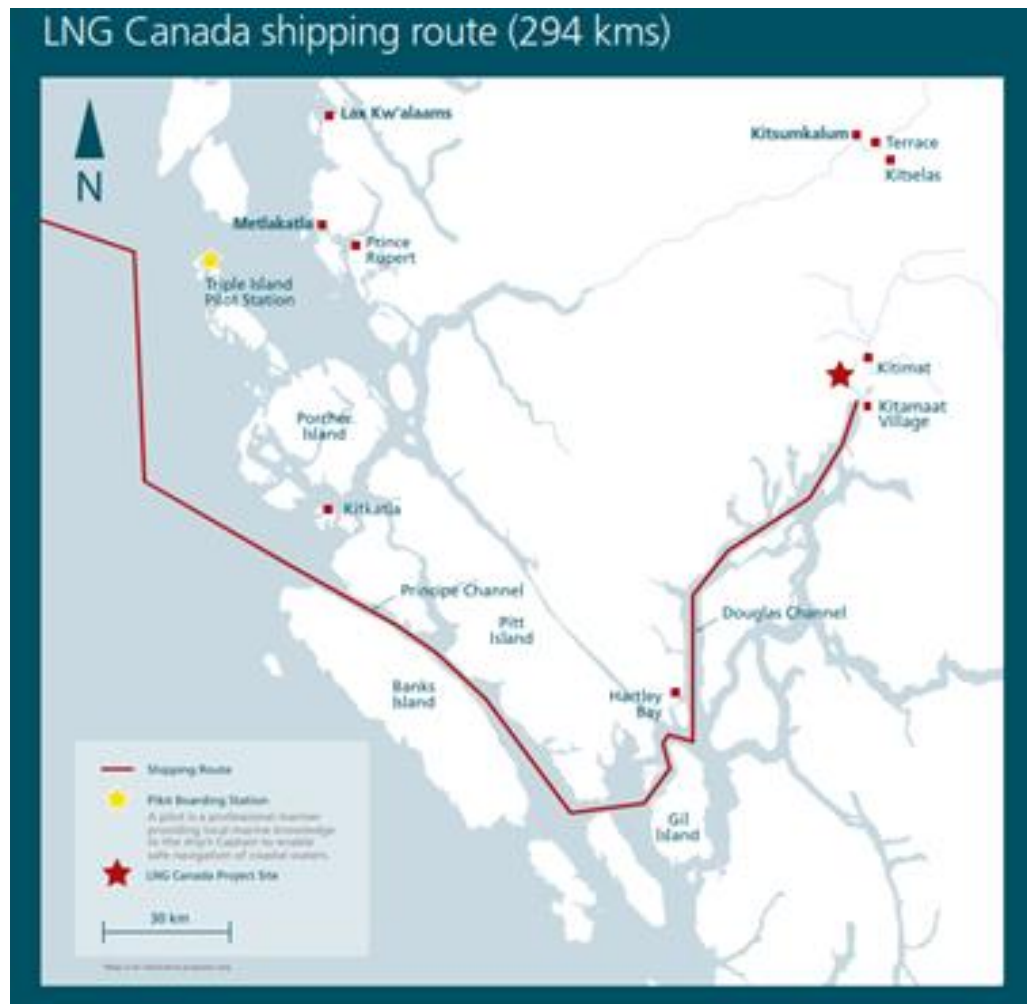 LNG Canada shipping route (294 kms)
Lax Kw'alaams
Kitsumkalum
Terrace
Kitselas
N
Metlakatla
Prince
Rupert
Triple Island
Pilot Station
Kitimat
Kitamaat
Village
Porcher
Island
Kitkatla
Principe Channel
Pitt
Island
Douglas Channel
Banks
Island
Hartley
Bay
Gil
Island
Shipping Route
Pilot Boarding Station
A pilot is a professional mariner
providing local marine knowledge
to the ship's Captain to enable
safe navigation of coastal waters.
LNG Canada Project Site
30 km